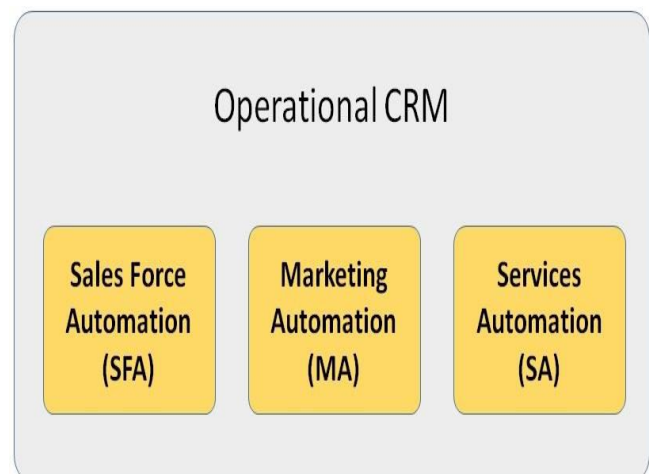 Operational CRM
Sales Force
Automation
(SFA)
Marketing
Automation
(MA)
Services
Automation
(SA)